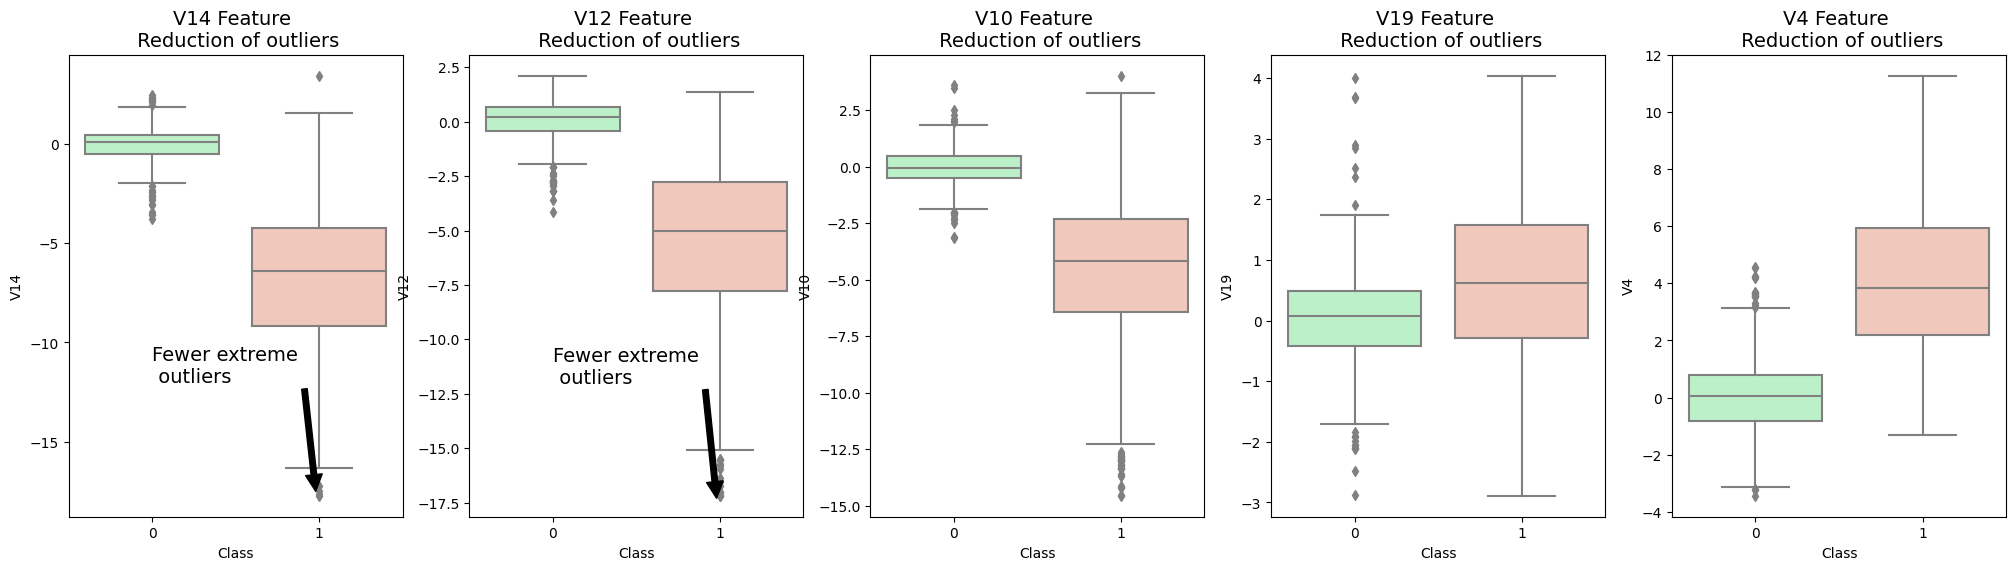 V14 Feature
Reduction of outliers
0
−5
−10
−15
V14
Fewer extreme
outliers
0
1
Class
V12 Feature
Reduction of outliers
2.5
0.0
−2.5
−5.0
−7.5
−10.0
−12.5
−15.0
−17.5
V12
Fewer extreme
outliers
0
1
Class
V10 Feature
Reduction of outliers
2.5
0.0
−2.5
−5.0
−7.5
−10.0
−12.5
−15.0
V10
0
1
Class
V19 Feature
Reduction of outliers
4
3
2
1
0
−1
−2
−3
V19
0
1
Class
V4 Feature
Reduction of outliers
12
10
8
6
4
2
0
−2
−4
V4
0
1
Class